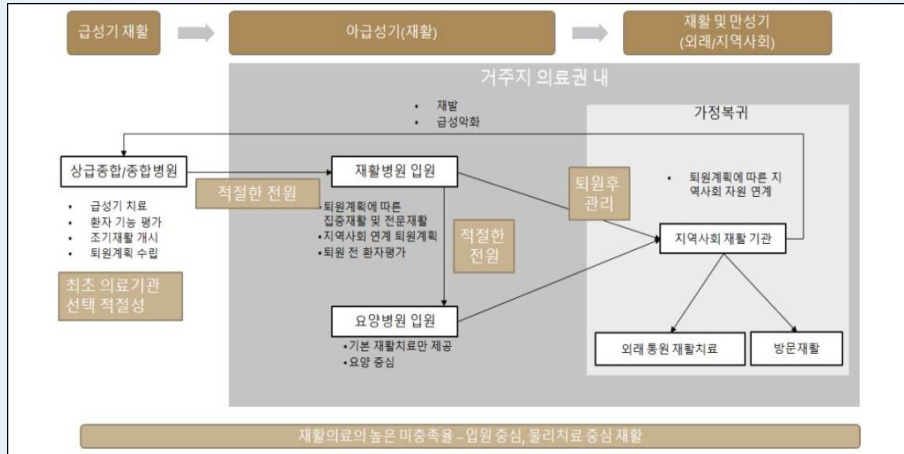 급성기 재활
아급성기(재활)
재활 및 만성기
(외래/지역사회)
거주지 의료권 내
• 재발
• 급성악화
가정복귀
상급종합/종합병원
적절한 전원
재활병원 입원
퇴원후
관리
• 퇴원계획에 따른 지
역사회 자원 연계
• 급성기 치료
• 환자 기능 평가
• 조기재활 개시
• 퇴원계획 수립
•퇴원계획에 따른
집중재활 및 전문재활
•지역사회 연계 퇴원계획
•퇴원 전 환자평가
적절한
전원
지역사회 재활 기관
최초 의료기관
선택 적절성
요양병원 입원
•기본 재활치료만 제공
•요양 중심
외래 통원 재활치료
방문재활
재활의료의 높은 미충족율 – 입원 중심, 물리치료 중심 재활